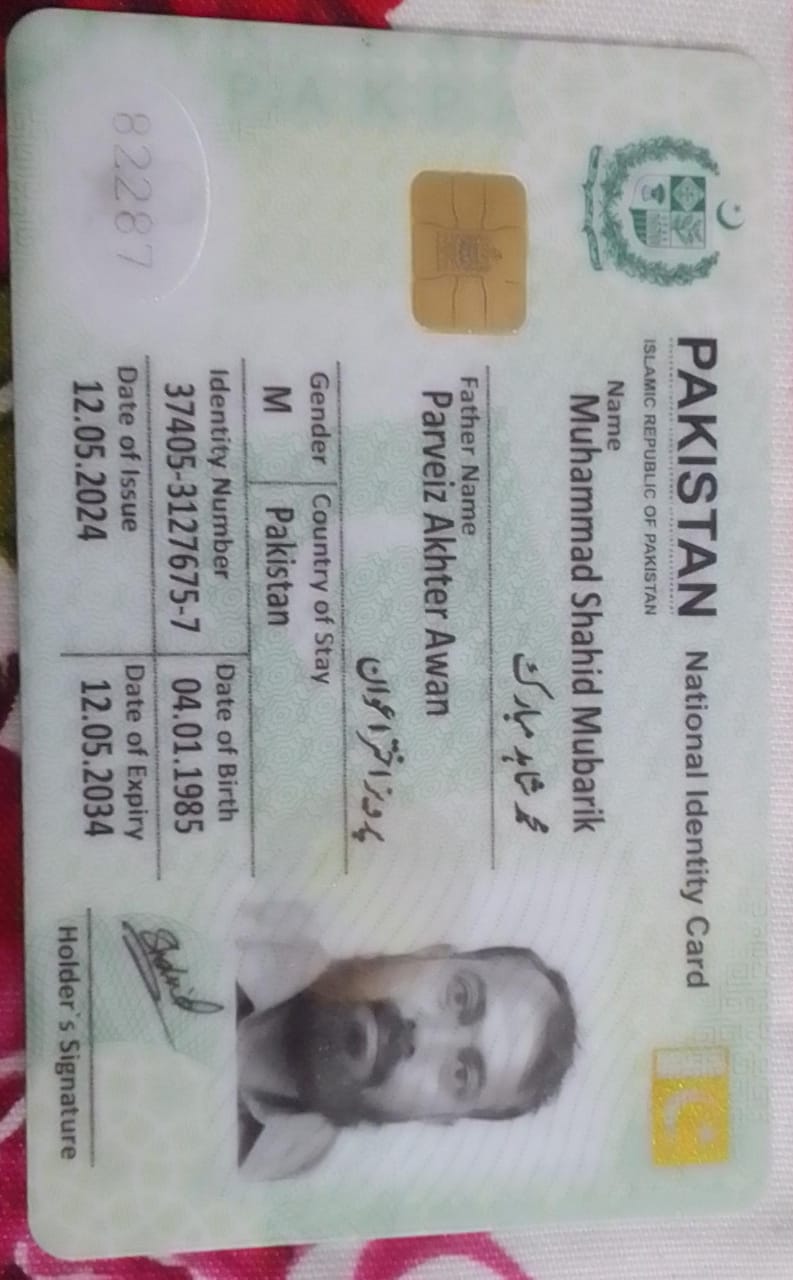 PAKISTAN National Identity Card
ISLAMIC REPUBLIC OF PAKISTAN
Name
Muhammad Shahid Mubarik
محمد شاہد مبارک
Father Name
Parveiz Akhter Awan
پرویز اختر اعوان
Gender Country of Stay
M Pakistan
Identity Number Date of Birth
37405-3127675-7 04.01.1985
Date of Issue Date of Expiry
12.05.2024 12.05.2034
82287
Shahid
Holder's Signature